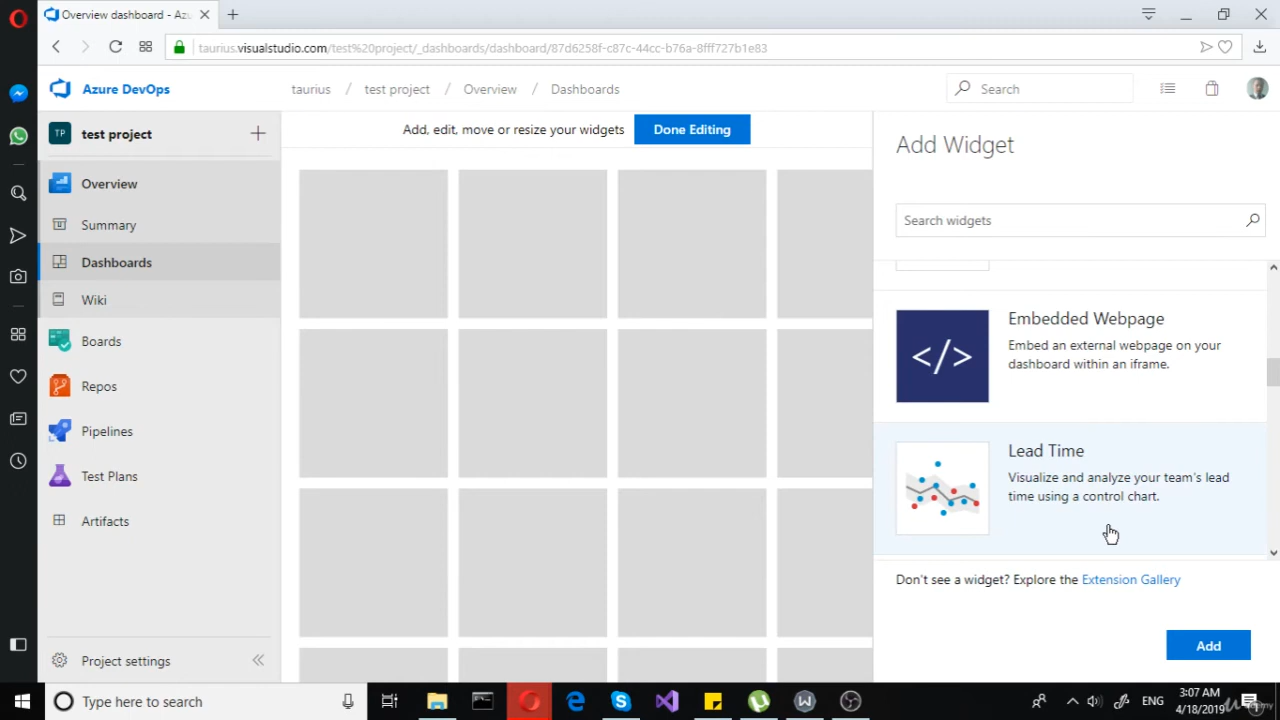 Overview dashboard - Az
taurius.visualstudio.com/test%20project/_dashboards/dashboard/87d6258f-c87c-44cc-b76a-8fff727b1e83
Azure DevOps
taurius / test project / Overview / Dashboards
Search
TP test project
Add, edit, move or resize your widgets
Done Editing
Overview
Summary
Dashboards
Wiki
Boards
Repos
Pipelines
Test Plans
Artifacts
Project settings
Add Widget
Search widgets
</>
Embedded Webpage
Embed an external webpage on your
dashboard within an iframe.
Lead Time
Visualize and analyze your team's lead
time using a control chart.
Don't see a widget? Explore the Extension Gallery
Add
Type here to search
ENG
3:07 AM
4/18/2019